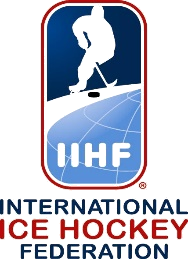 IIHF
®
INTERNATIONAL
ICE HOCKEY
FEDERATION